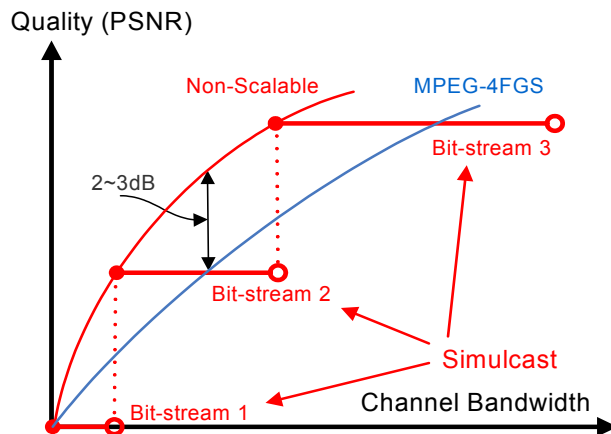 Quality (PSNR)
Non-Scalable
MPEG-4FGS
Bit-stream 3
2~3dB
Bit-stream 2
Simulcast
Bit-stream 1
Channel Bandwidth